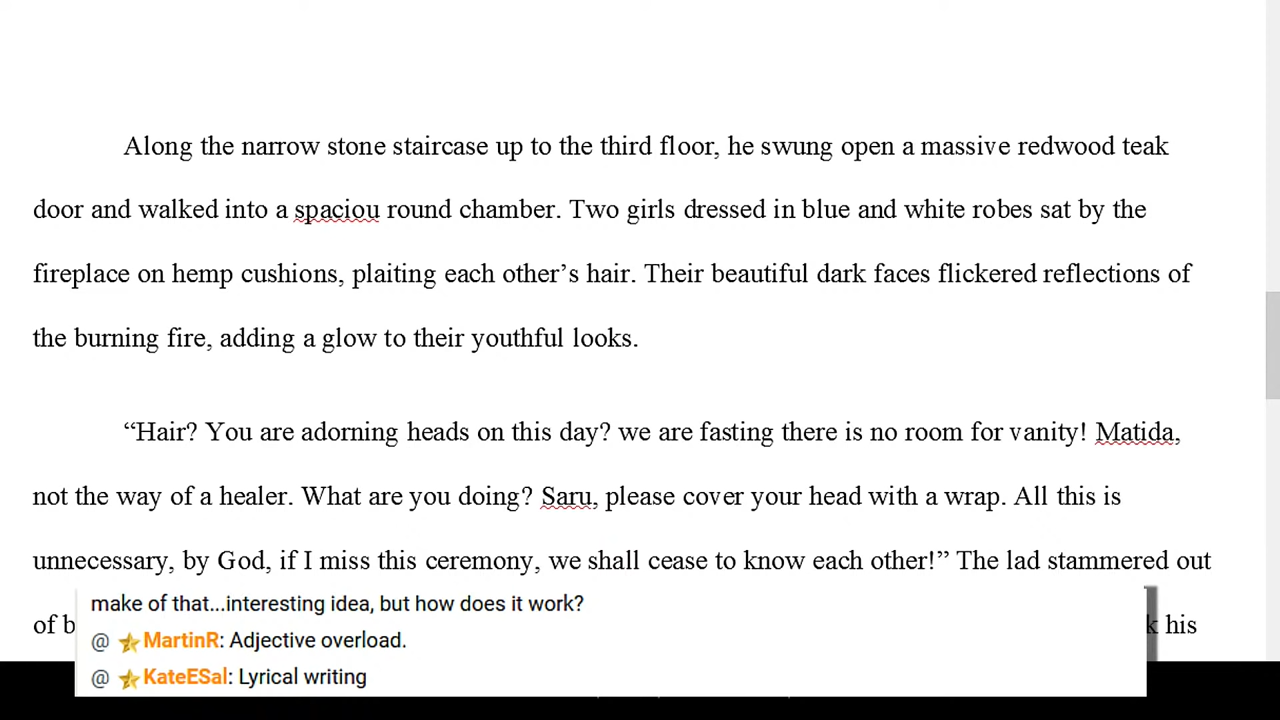 Along the narrow stone staircase up to the third floor, he swung open a massive redwood teak
door and walked into a spaciou round chamber. Two girls dressed in blue and white robes sat by the
fireplace on hemp cushions, plaiting each other’s hair. Their beautiful dark faces flickered reflections of
the burning fire, adding a glow to their youthful looks.
“Hair? You are adorning heads on this day? we are fasting there is no room for vanity! Matida,
not the way of a healer. What are you doing? Saru, please cover your head with a wrap. All this is
unnecessary, by God, if I miss this ceremony, we shall cease to know each other!” The lad stammered out
of his
make of that...interesting idea, but how does it work?
@ MartinR: Adjective overload.
@ KateESal: Lyrical writing